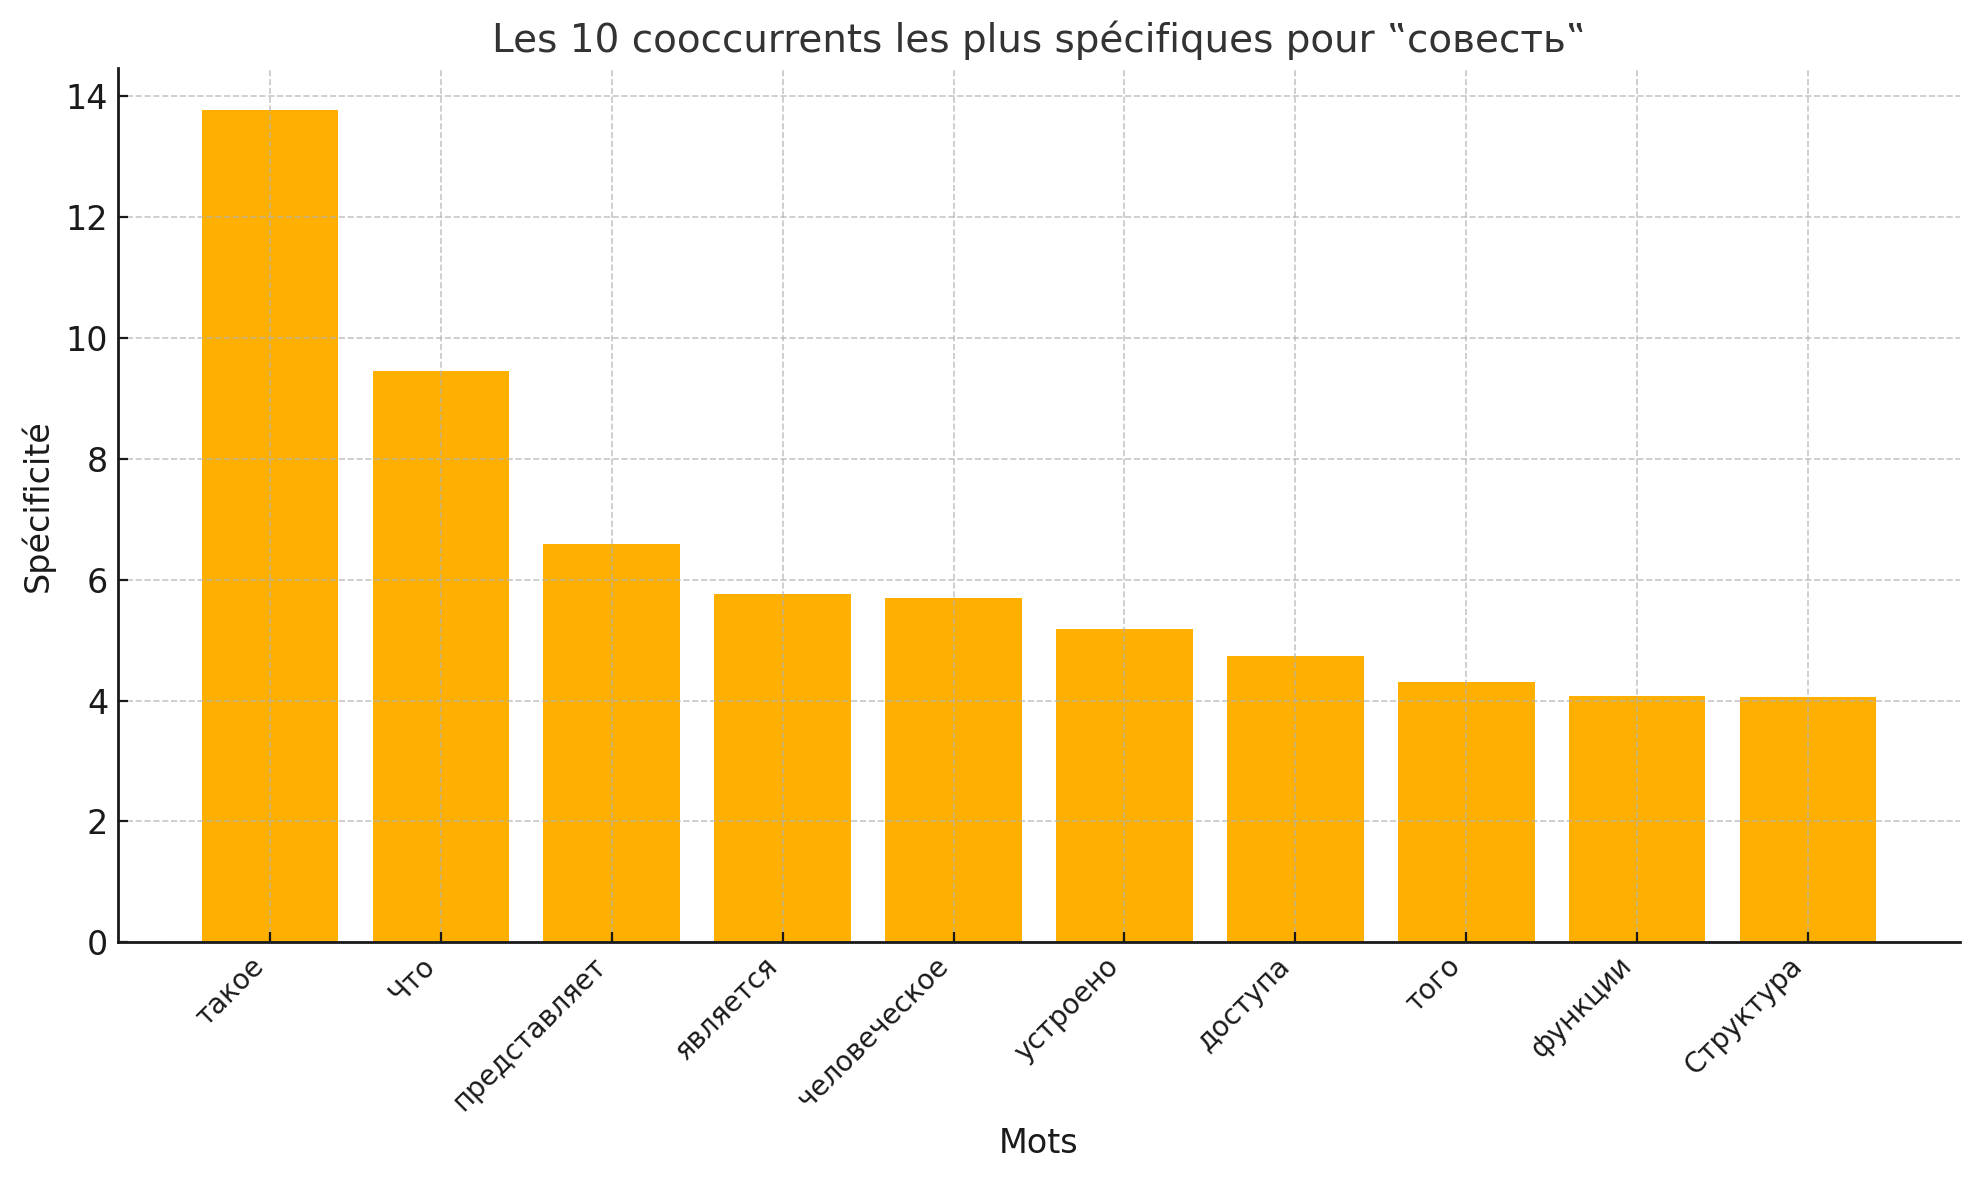 Les 10 cooccurrents les plus spécifiques pour ‟совесть‟
14
12
10
8
6
4
2
0
Spécificité
такое
Что
представляет
является
человеческое
устроено
доступа
того
функции
Структура
Mots